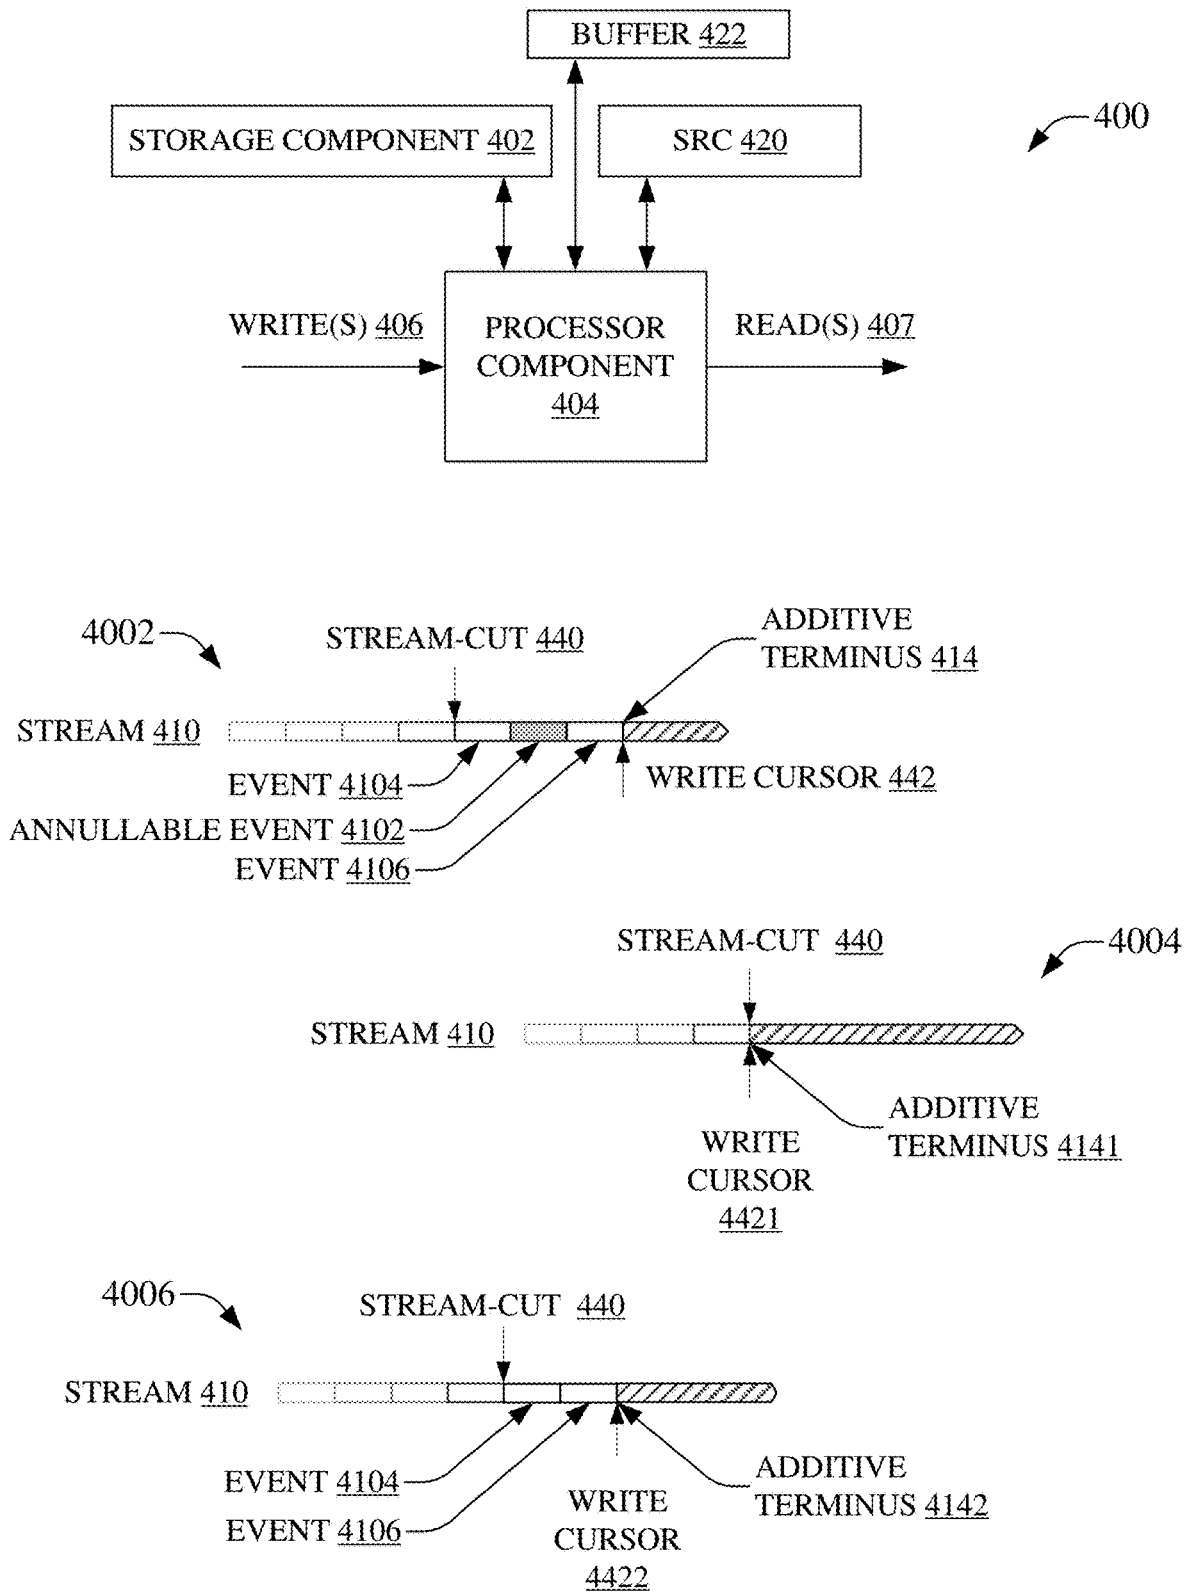 BUFFER 422
STORAGE COMPONENT 402
SRC 420
400
WRITE(S) 406
PROCESSOR
COMPONENT
404
READ(S) 407
4002
STREAM-CUT 440
ADDITIVE
TERMINUS 414
STREAM 410
EVENT 4104
WRITE CURSOR 442
ANNULLABLE EVENT 4102
EVENT 4106
STREAM-CUT 440
4004
STREAM 410
ADDITIVE
TERMINUS 4141
WRITE
CURSOR
4421
4006
STREAM-CUT 440
STREAM 410
EVENT 4104
EVENT 4106
WRITE
CURSOR
4422
ADDITIVE
TERMINUS 4142